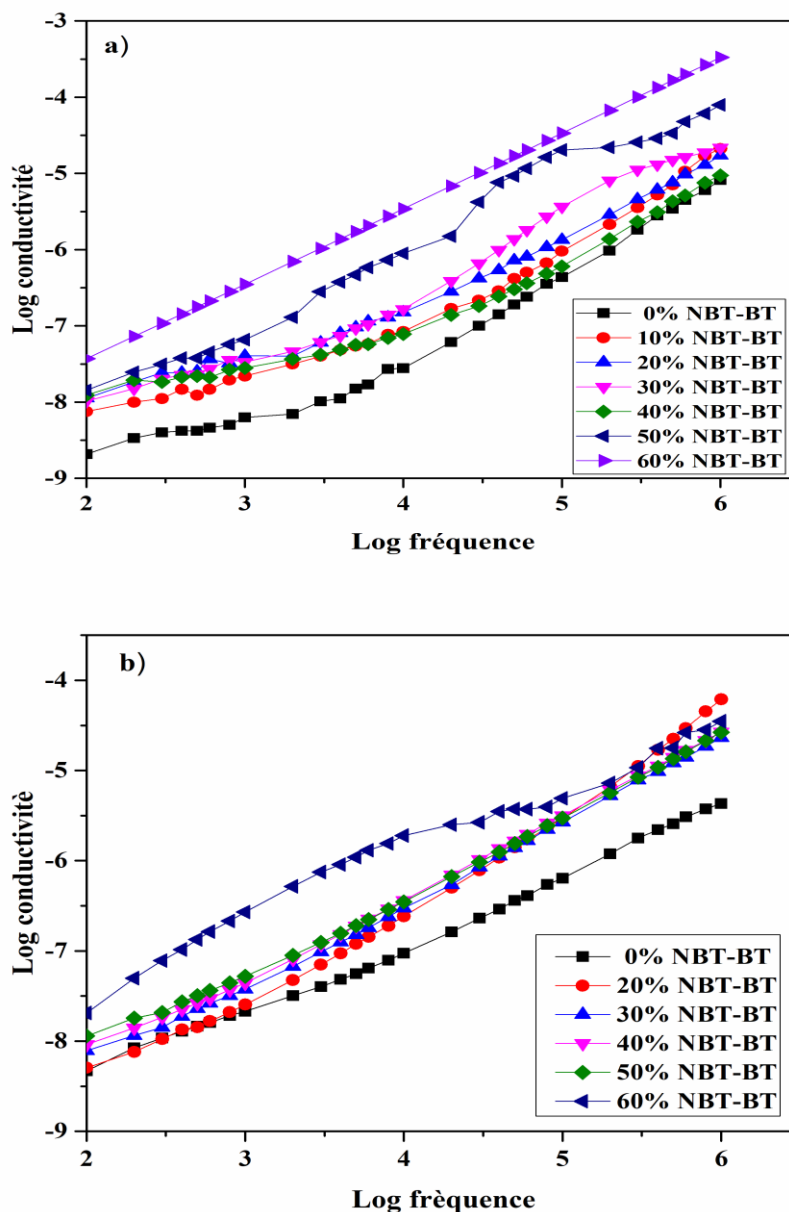 a)
-3
-4
-5
-6
-7
-8
-9
Log conductivité
0% NBT-BT
10% NBT-BT
20% NBT-BT
30% NBT-BT
40% NBT-BT
50% NBT-BT
60% NBT-BT
2 3 4 5 6
Log fréquence
b)
-4
-5
-6
-7
-8
-9
Log conductivitè
0% NBT-BT
20% NBT-BT
30% NBT-BT
40% NBT-BT
50% NBT-BT
60% NBT-BT
2 3 4 5 6
Log frèquence